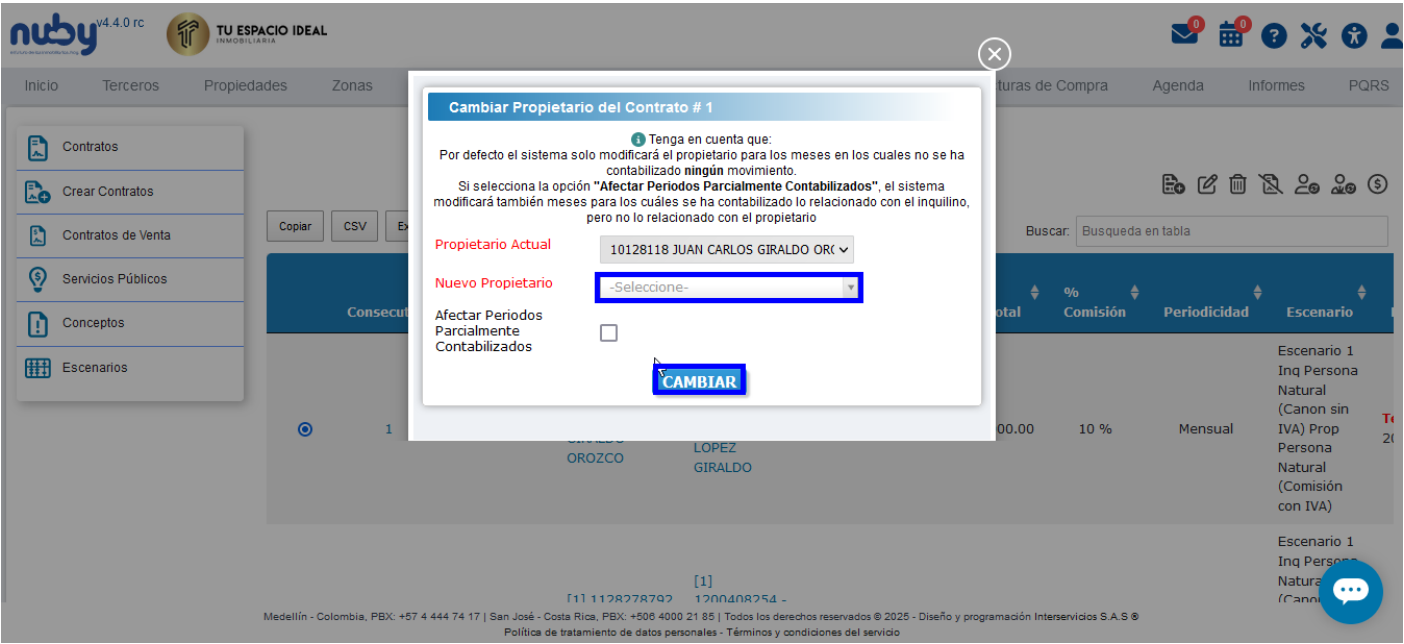 nuby v4.4.0 rc
TU ESPACIO IDEAL
INMOBILIARIA
0
0
Inicio
Terceros
Propiedades
Zonas
turas de Compra
Agenda
Informes
PQRS
Contratos
Crear Contratos
Contratos de Venta
Servicios Públicos
Conceptos
Escenarios
Cambiar Propietario del Contrato # 1
Tenga en cuenta que:
Por defecto el sistema solo modificará el propietario para los meses en los cuales no se ha
contabilizado ningún movimiento.
Si selecciona la opción "Afectar Periodos Parcialmente Contabilizados", el sistema
modificará también meses para los cuáles se ha contabilizado lo relacionado con el inquilino,
pero no lo relacionado con el propietario
Propietario Actual
10128118 JUAN CARLOS GIRALDO ORO
Nuevo Propietario
-Seleccione-
Afectar Periodos
Parcialmente
Contabilizados
CAMBIAR
Copiar
CSV
Ex
Buscar:
Busqueda en tabla
Consecut
otal
%
Comisión
Periodicidad
Escenario
1
OROZCO
LOPEZ
GIRALDO
00.00
10 %
Mensual
Escenario 1
Inq Persona
Natural
(Canon sin
IVA) Prop
Persona
Natural
(Comisión
con IVA)
[1] 1128278792
[1]
1200408254 -
Escenario 1
Inq Persona
Natura
(Canon
Medellín - Colombia, PBX: +57 4 444 74 17 | San José - Costa Rica, PBX: +506 4000 21 85 | Todos los derechos reservados © 2025 - Diseño y programación Interservicios S.A.S ®
Política de tratamiento de datos personales - Términos y condiciones del servicio